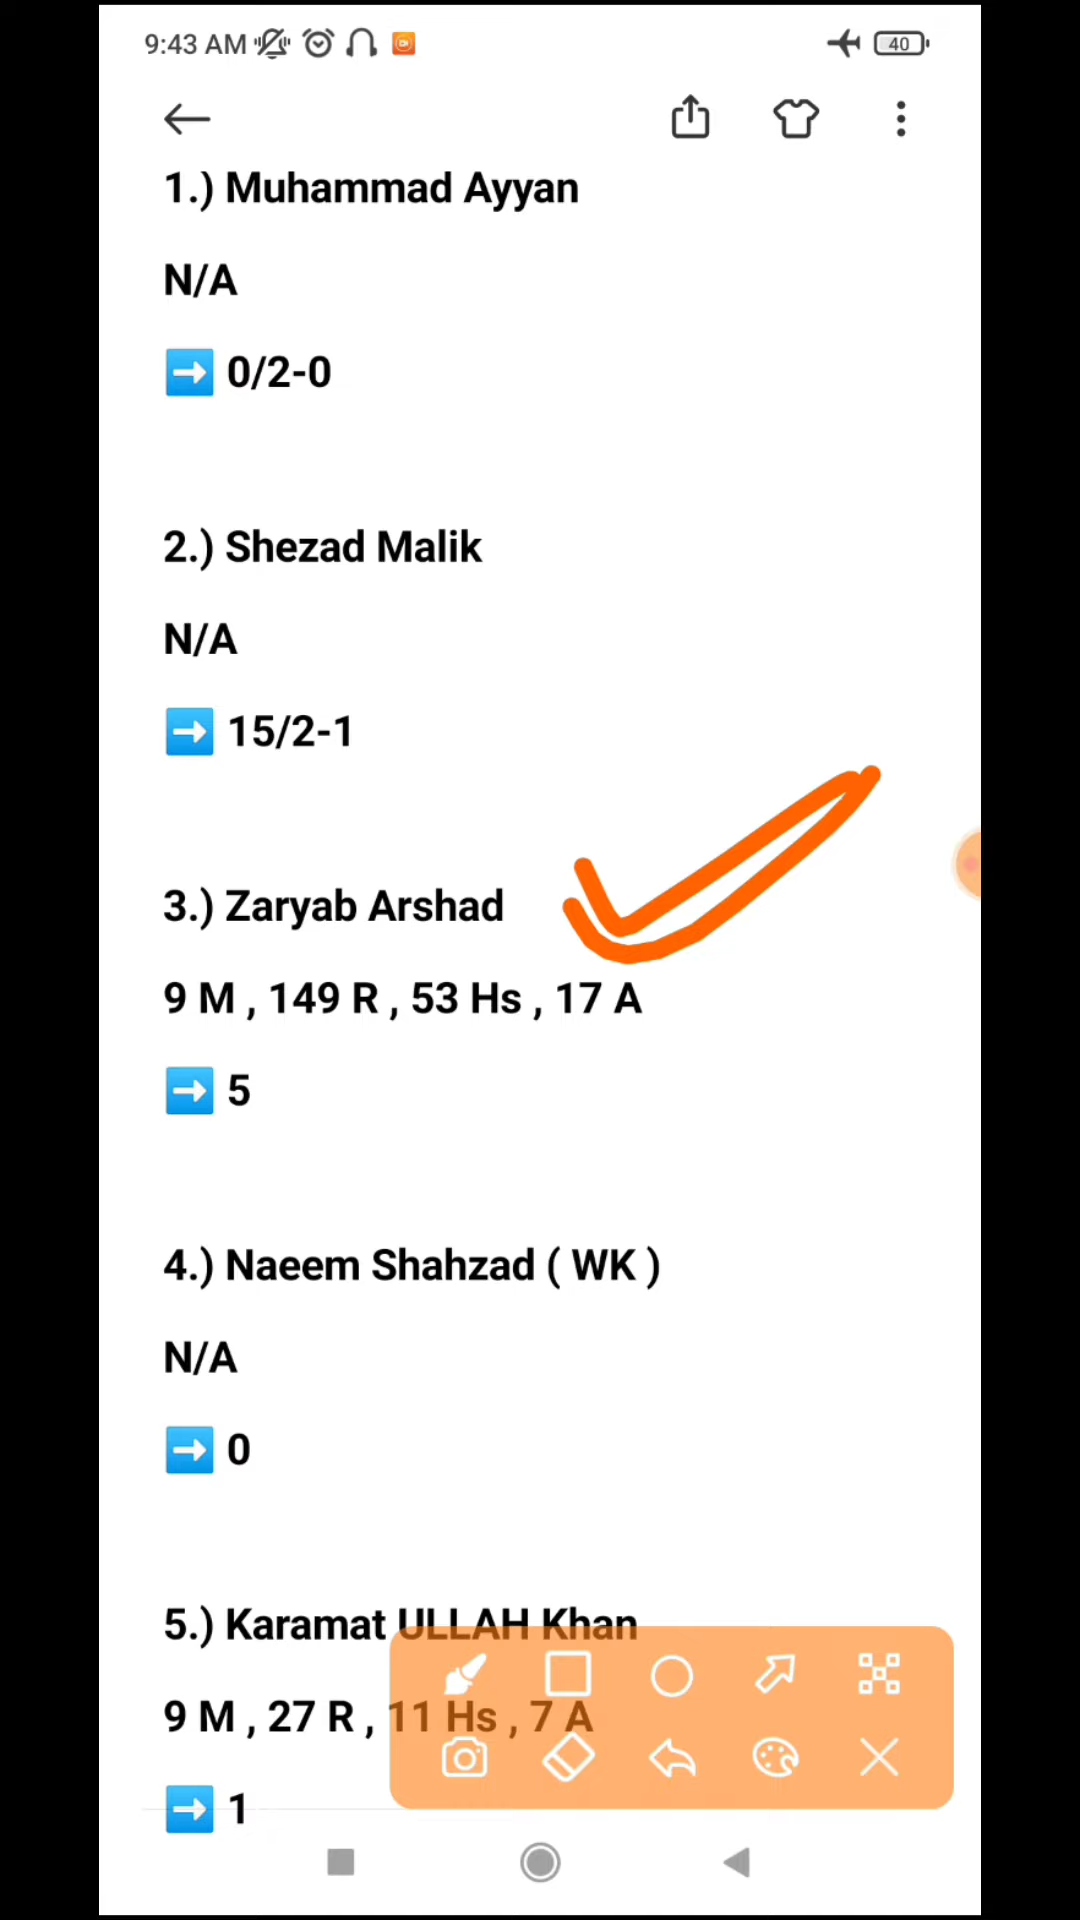 9:43 AM
40
1.) Muhammad Ayyan
N/A
➡️ 0/2-0
2.) Shezad Malik
N/A
➡️ 15/2-1
3.) Zaryab Arshad
9 M , 149 R , 53 Hs , 17 A
➡️ 5
4.) Naeem Shahzad ( WK )
N/A
➡️ 0
5.) Karamat ULLAH Khan
9 M , 27 R , 11 Hs , 7 A
➡️ 1